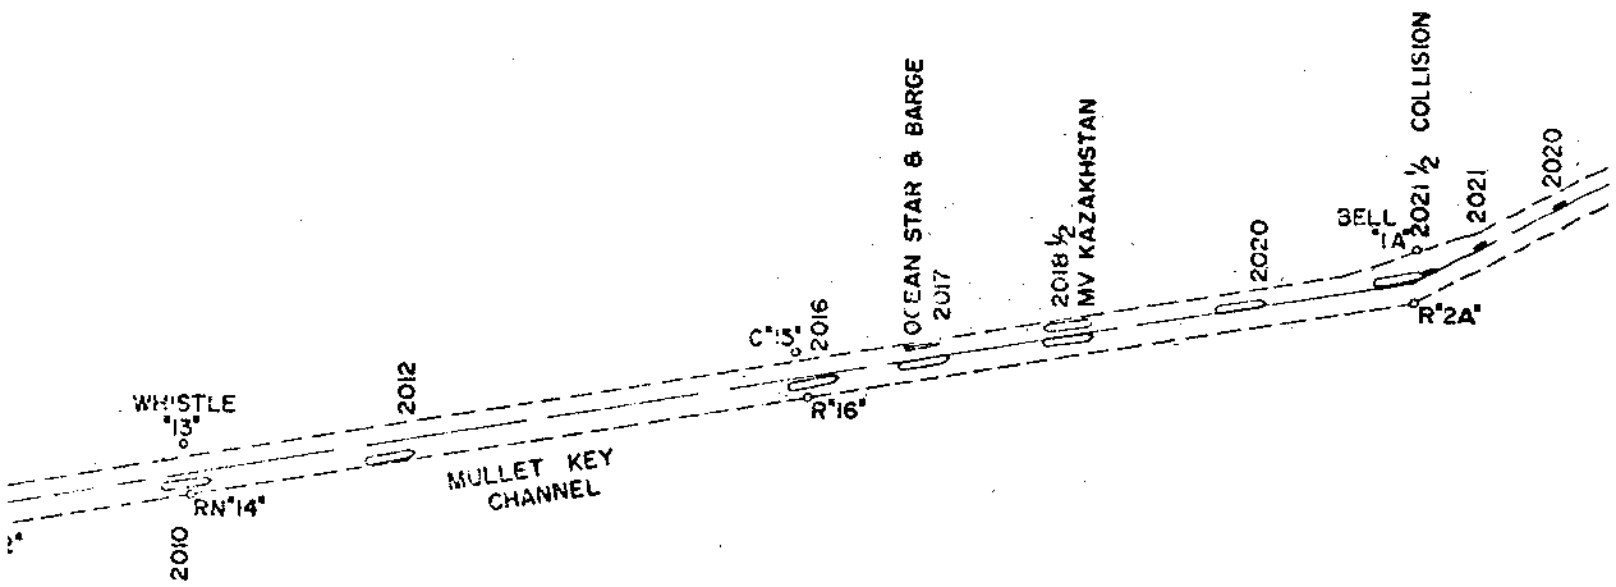 WHISTLE
"13"
RN"14"
2010
2012
MULLET KEY
CHANNEL
C"15"
2016
R"16"
OCEAN STAR & BARGE
2017
2018 ½
MV KAZAKHSTAN
2020
BELL
"1A"
2021 ½ COLLISION
R"2A"
2021
2020